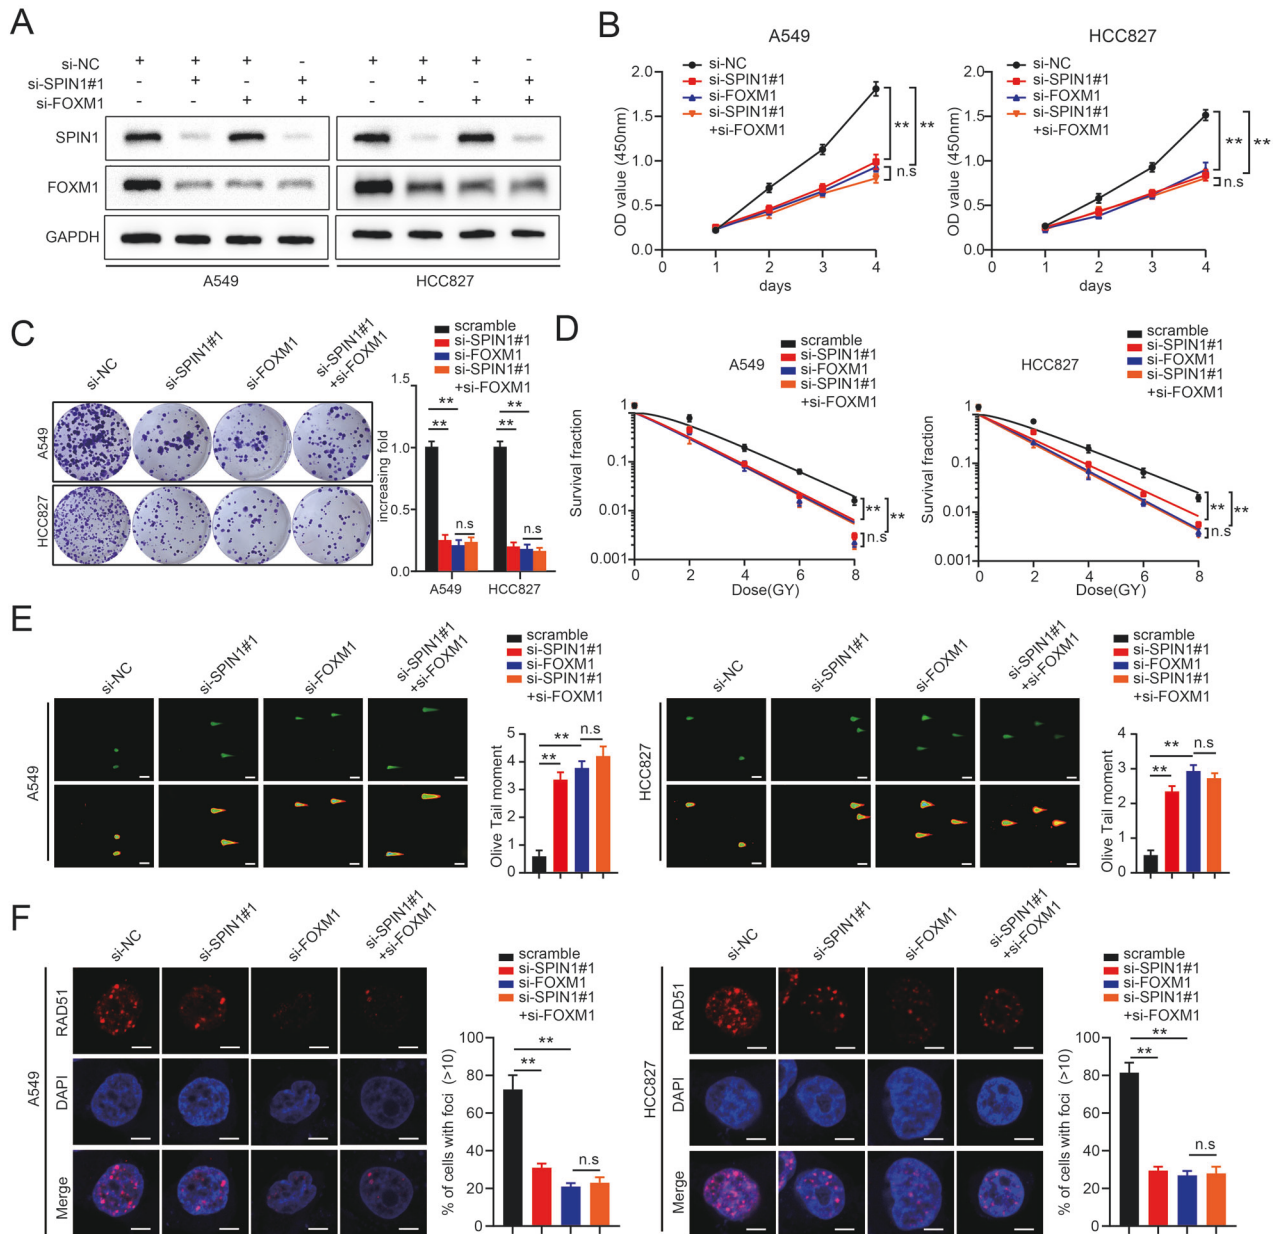 A
si-NC + + + - + + + -
si-SPIN1#1 - + - + - + - +
si-FOXM1 - - + + - - + +
SPIN1
FOXM1
GAPDH
A549
HCC827
B
A549
si-NC
si-SPIN1#1
si-FOXM1
si-SPIN1#1
+si-FOXM1
OD value (450nm)
2.0
1.5
1.0
0.5
0.0
0 1 2 3 4
days
**
**
n.s
HCC827
si-NC
si-SPIN1#1
si-FOXM1
si-SPIN1#1
+si-FOXM1
OD value (450nm)
2.0
1.5
1.0
0.5
0.0
0 1 2 3 4
days
**
**
n.s
C
si-NC
si-SPIN1#1
si-FOXM1
si-SPIN1#1
+si-FOXM1
A549
HCC827
scramble
si-SPIN1#1
si-FOXM1
si-SPIN1#1
+si-FOXM1
increasing fold
1.5
1.0
0.5
0.0
** **
** **
n.s n.s
A549 HCC827
D
A549
scramble
si-SPIN1#1
si-FOXM1
si-SPIN1#1
+si-FOXM1
Survival fraction
1
0.1
0.01
0.001
0 2 4 6 8
Dose(GY)
**
**
n.s
HCC827
scramble
si-SPIN1#1
si-FOXM1
si-SPIN1#1
+si-FOXM1
Survival fraction
1
0.1
0.01
0.001
0 2 4 6 8
Dose(GY)
**
**
n.s
E
si-NC
si-SPIN1#1
si-FOXM1
si-SPIN1#1
+si-FOXM1
A549
scramble
si-SPIN1#1
si-FOXM1
si-SPIN1#1
+si-FOXM1
Olive Tail moment
5
4
3
2
1
0
**
**
n.s
si-NC
si-SPIN1#1
si-FOXM1
si-SPIN1#1
+si-FOXM1
HCC827
scramble
si-SPIN1#1
si-FOXM1
si-SPIN1#1
+si-FOXM1
Olive Tail moment
4
3
2
1
0
**
**
n.s
F
si-NC
si-SPIN1#1
si-FOXM1
si-SPIN1#1
+si-FOXM1
A549
RAD51
DAPI
Merge
scramble
si-SPIN1#1
si-FOXM1
si-SPIN1#1
+si-FOXM1
% of cells with foci (>10)
100
80
60
40
20
0
**
**
n.s
si-NC
si-SPIN1#1
si-FOXM1
si-SPIN1#1
+si-FOXM1
HCC827
RAD51
DAPI
Merge
scramble
si-SPIN1#1
si-FOXM1
si-SPIN1#1
+si-FOXM1
% of cells with foci (>10)
100
80
60
40
20
0
**
**
n.s